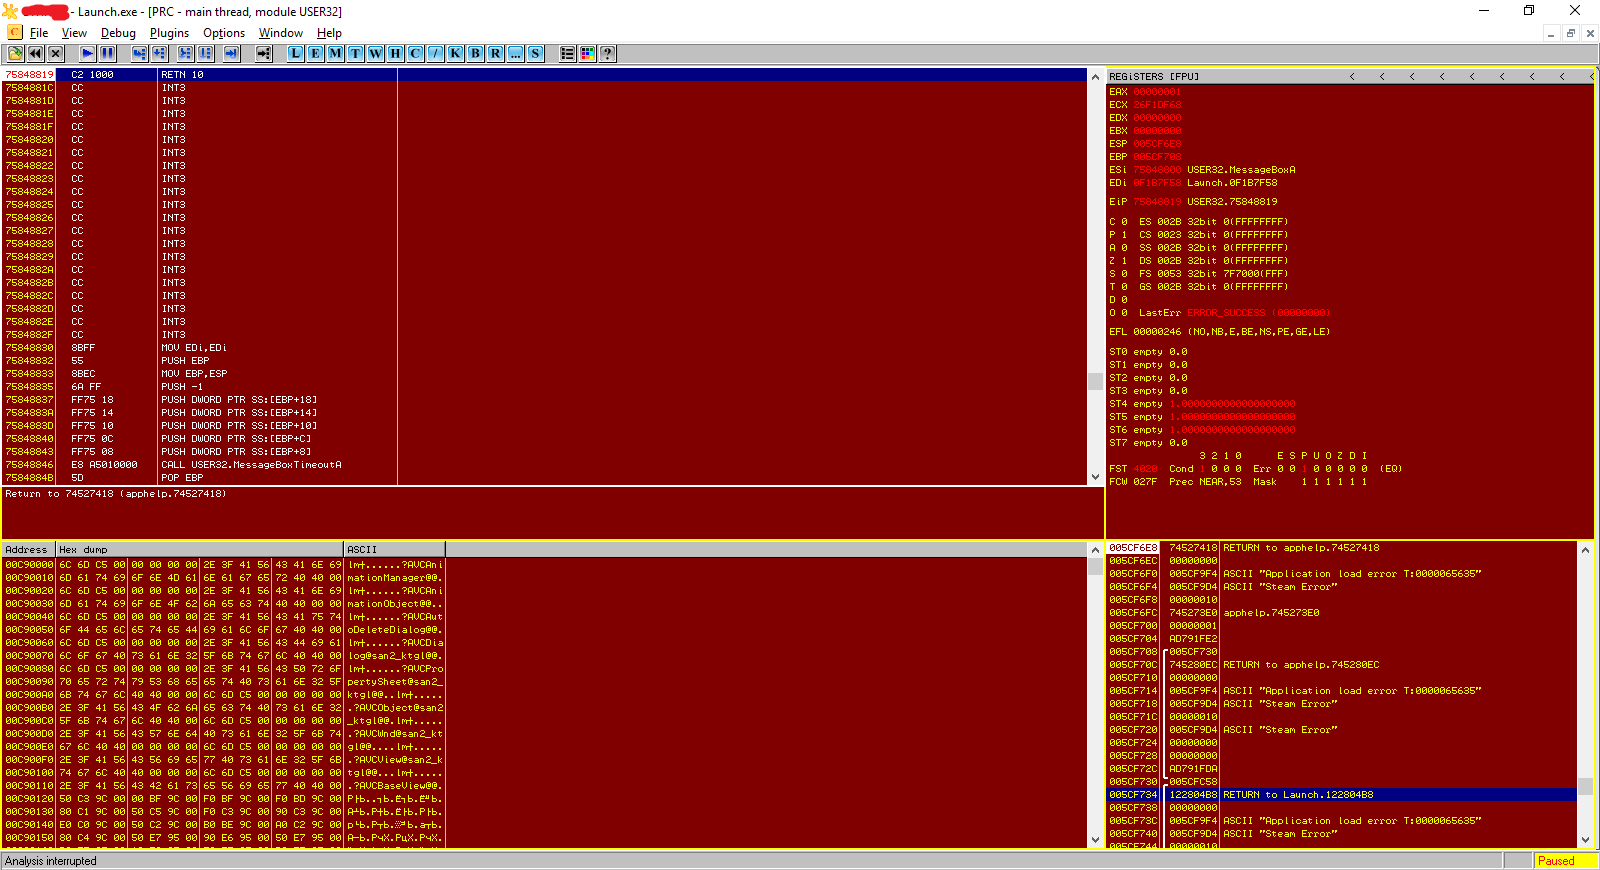 - Launch.exe - [PRC - main thread, module USER32]
C File View Debug Plugins Options Window Help
L E M T W H C / K B R ... S ?
75848819 C2 1000 RETN 10
7584881C CC INT3
7584881D CC INT3
7584881E CC INT3
7584881F CC INT3
75848820 CC INT3
75848821 CC INT3
75848822 CC INT3
75848823 CC INT3
75848824 CC INT3
75848825 CC INT3
75848826 CC INT3
75848827 CC INT3
75848828 CC INT3
75848829 CC INT3
7584882A CC INT3
7584882B CC INT3
7584882C CC INT3
7584882D CC INT3
7584882E CC INT3
7584882F CC INT3
75848830 8BFF MOV EDi,EDi
75848832 55 PUSH EBP
75848833 8BEC MOV EBP,ESP
75848835 6A FF PUSH -1
75848837 FF75 18 PUSH DWORD PTR SS:[EBP+18]
7584883A FF75 14 PUSH DWORD PTR SS:[EBP+14]
7584883D FF75 10 PUSH DWORD PTR SS:[EBP+10]
75848840 FF75 0C PUSH DWORD PTR SS:[EBP+C]
75848843 FF75 08 PUSH DWORD PTR SS:[EBP+8]
75848846 E8 A5010000 CALL USER32.MessageBoxTimeoutA
7584884B 5D POP EBP
Return to 74527418 (apphelp.74527418)
REGiSTERS [FPU] < < < < < < < < <
EAX 00000001
ECX 26F1DF68
EDX 00000000
EBX 00000000
ESP 005CF6E8
EBP 005CF708
ESi 75848800 USER32.MessageBoxA
EDi 0F1B7F58 Launch.0F1B7F58
EiP 75848819 USER32.75848819
C 0 ES 002B 32bit 0(FFFFFFFF)
P 1 CS 0023 32bit 0(FFFFFFFF)
A 0 SS 002B 32bit 0(FFFFFFFF)
Z 1 DS 002B 32bit 0(FFFFFFFF)
S 0 FS 0053 32bit 7F7000(FFF)
T 0 GS 002B 32bit 0(FFFFFFFF)
D 0
O 0 LastErr ERROR_SUCCESS (00000000)
EFL 00000246 (NO,NB,E,BE,NS,PE,GE,LE)
ST0 empty 0.0
ST1 empty 0.0
ST2 empty 0.0
ST3 empty 0.0
ST4 empty 1.0000000000000000000
ST5 empty 1.0000000000000000000
ST6 empty 1.0000000000000000000
ST7 empty 0.0
3 2 1 0 E S P U O Z D I
FST 4020 Cond 1 0 0 0 Err 0 0 1 0 0 0 0 0 (EQ)
FCW 027F Prec NEAR,53 Mask 1 1 1 1 1 1
Address Hex dump ASCII
00C90000 6C 6D C5 00 00 00 00 00 2E 3F 41 56 43 41 6E 69
00C90010 6D 61 74 69 6F 6E 4D 61 6E 61 67 65 72 40 40 00 mationManager@@.
00C90020 6C 6D C5 00 00 00 00 00 2E 3F 41 56 43 41 6E 69
00C90030 6D 61 74 69 6F 6E 4F 62 6A 65 63 74 40 40 00 00 mationObject@@..
00C90040 6C 6D C5 00 00 00 00 00 2E 3F 41 56 43 41 75 74
00C90050 6F 44 65 6C 65 74 65 44 69 61 6C 6F 67 40 40 00 oDeleteDialog@@.
00C90060 6C 6D C5 00 00 00 00 00 2E 3F 41 56 43 44 69 61
00C90070 6C 6F 67 40 73 61 6E 32 5F 6B 74 67 6C 40 40 00 log@san2_ktgl@@.
00C90080 6C 6D C5 00 00 00 00 00 2E 3F 41 56 43 50 72 6F
00C90090 70 65 72 74 79 53 68 65 65 74 40 73 61 6E 32 5F pertySheet@san2_
00C900A0 6B 74 67 6C 40 40 00 00 6C 6D C5 00 00 00 00 00
00C900B0 2E 3F 41 56 43 4F 62 6A 65 63 74 40 73 61 6E 32 .?AVCObject@san2
00C900C0 5F 6B 74 67 6C 40 40 00 6C 6D C5 00 00 00 00 00
00C900D0 2E 3F 41 56 43 57 6E 64 40 73 61 6E 32 5F 6B 74 .?AVCWnd@san2_kt
00C900E0 67 6C 40 40 00 00 00 00 6C 6D C5 00 00 00 00 00
00C900F0 2E 3F 41 56 43 56 69 65 77 40 73 61 6E 32 5F 6B .?AVCView@san2_k
00C90100 74 67 6C 40 40 00 00 00 6C 6D C5 00 00 00 00 00
00C90110 2E 3F 41 56 43 42 61 73 65 56 69 65 77 40 40 00 .?AVCBaseView@@.
00C90120 50 C3 9C 00 00 BF 9C 00 F0 BF 9C 00 F0 BD 9C 00
00C90130 80 C1 9C 00 50 C5 9C 00 F0 C3 9C 00 90 C3 9C 00
00C90140 E0 C0 9C 00 50 C2 9C 00 B0 BE 9C 00 A0 C2 9C 00
00C90150 80 C4 9C 00 50 E7 95 00 90 E6 95 00 50 E7 95 00
005CF6E8 74527418 RETURN to apphelp.74527418
005CF6EC 00000000
005CF6F0 005CF9F4 ASCII "Application load error T:0000065635"
005CF6F4 005CF9D4 ASCII "Steam Error"
005CF6F8 00000010
005CF6FC 745273E0 apphelp.745273E0
005CF700 00000001
005CF704 AD791FE2
005CF708 005CF730
005CF70C 745280EC RETURN to apphelp.745280EC
005CF710 00000000
005CF714 005CF9F4 ASCII "Application load error T:0000065635"
005CF718 005CF9D4 ASCII "Steam Error"
005CF71C 00000010
005CF720 005CF9D4 ASCII "Steam Error"
005CF724 00000000
005CF728 00000000
005CF72C AD791FDA
005CF730 005CFC58
005CF734 122804B8 RETURN to Launch.122804B8
005CF738 00000000
005CF73C 005CF9F4 ASCII "Application load error T:0000065635"
005CF740 005CF9D4 ASCII "Steam Error"
005CF744 00000010
Analysis interrupted Paused